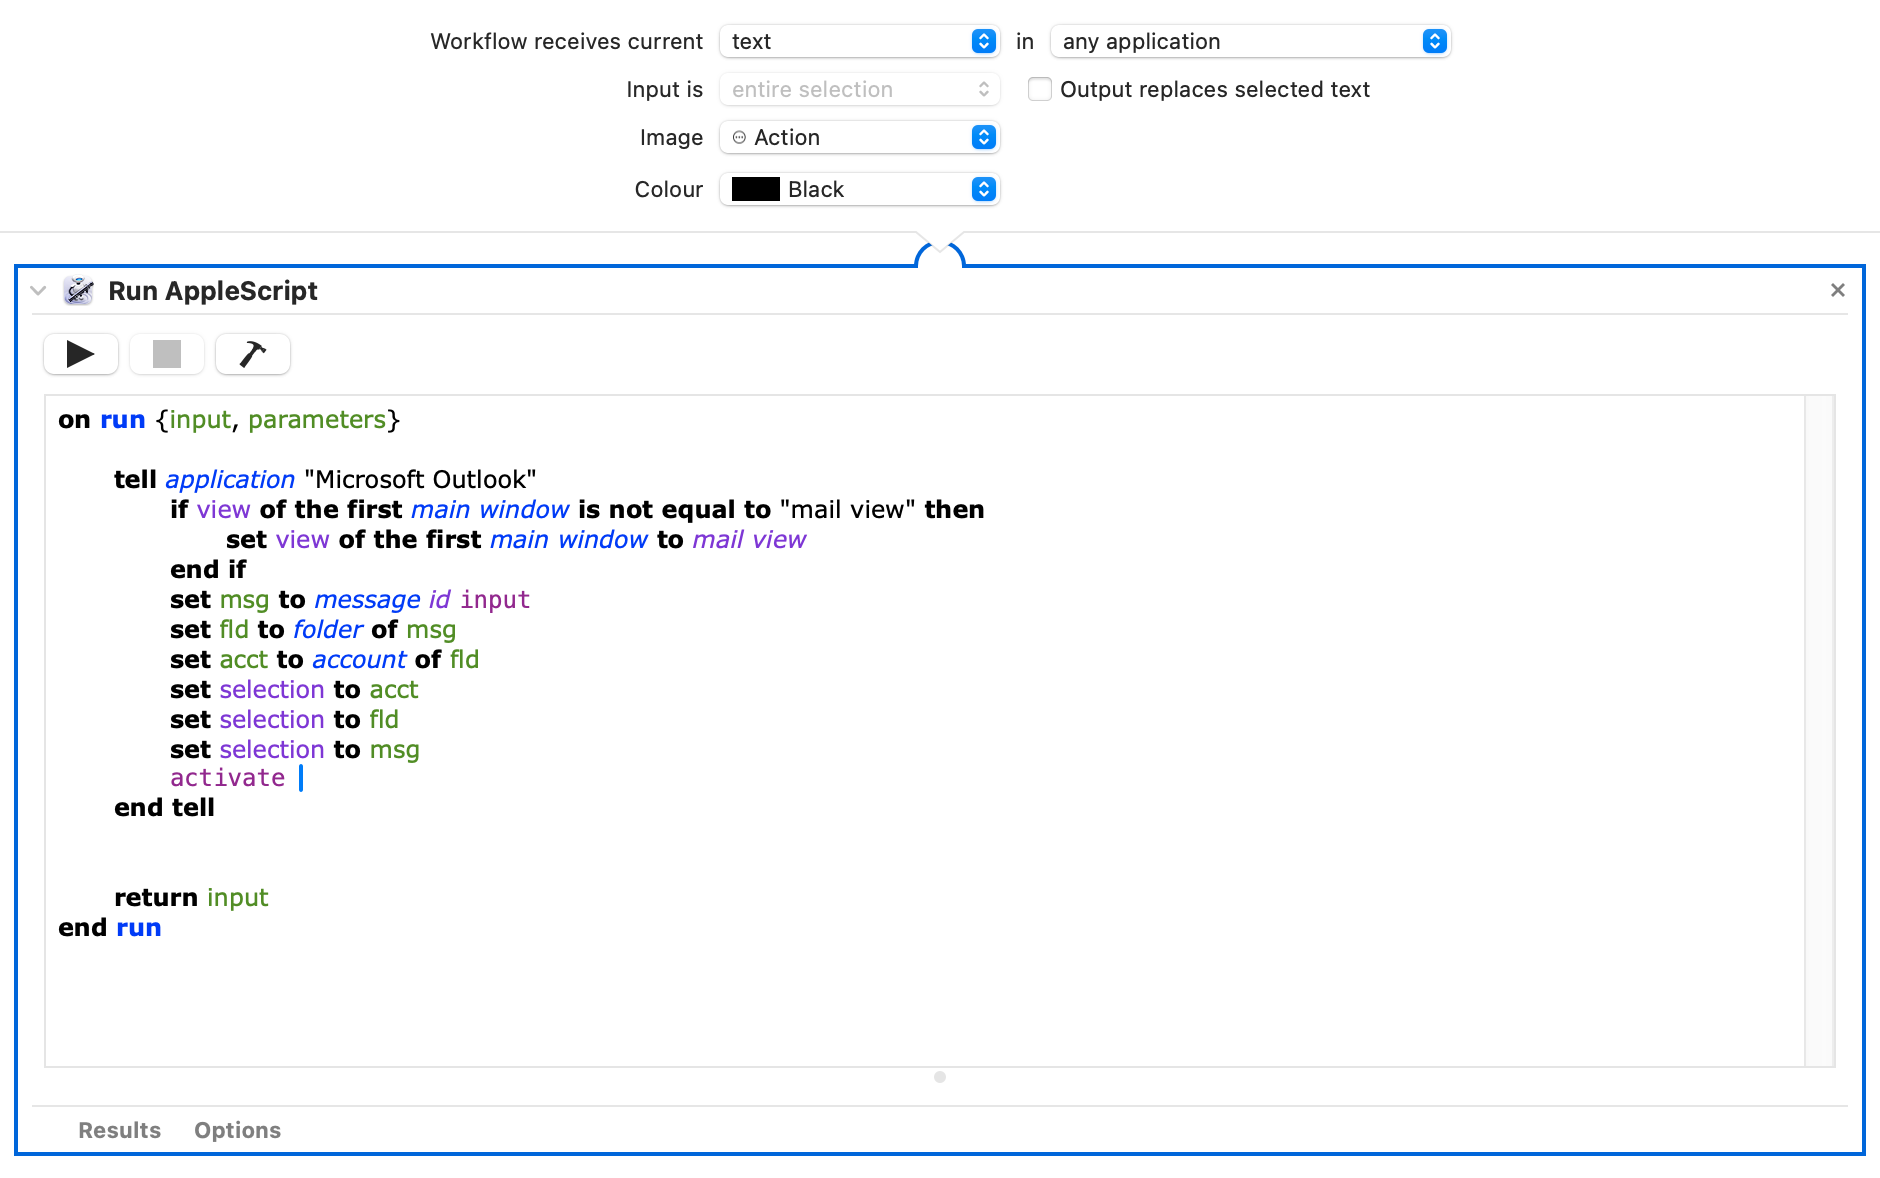 Workflow receives current text in any application
Input is entire selection Output replaces selected text
Image Action
Colour Black
Run AppleScript
on run {input, parameters}
tell application "Microsoft Outlook"
if view of the first main window is not equal to "mail view" then
set view of the first main window to mail view
end if
set msg to message id input
set fld to folder of msg
set acct to account of fld
set selection to acct
set selection to fld
set selection to msg
activate
end tell
return input
end run
Results Options